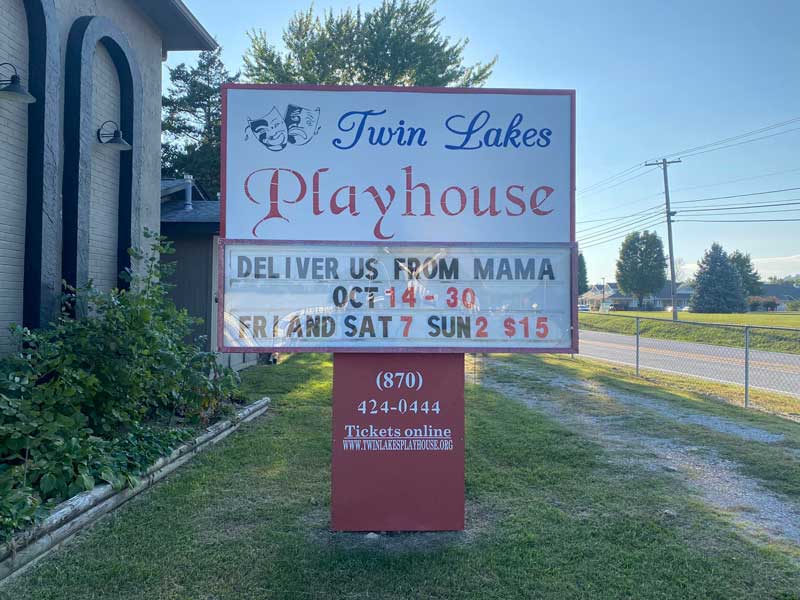 Twin Lakes
Playhouse
DELIVER US FROM MAMA
OCT 14 - 30
FRI AND SAT 7 SUN 2 $15
(870)
424-0444
Tickets online
WWW.TWINLAKESPLAYHOUSE.ORG